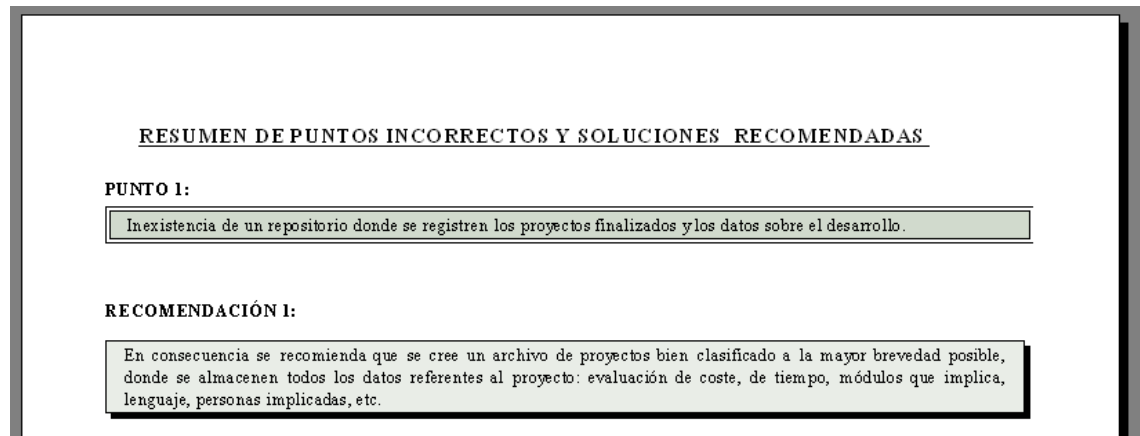 RESUMEN DE PUNTOS INCORRECTOS Y SOLUCIONES RECOMENDADAS
PUNTO 1:
Inexistencia de un repositorio donde se registren los proyectos finalizados y los datos sobre el desarrollo.
RECOMENDACIÓN 1:
En consecuencia se recomienda que se cree un archivo de proyectos bien clasificado a la mayor brevedad posible,
donde se almacenen todos los datos referentes al proyecto: evaluación de coste, de tiempo, módulos que implica,
lenguaje, personas implicadas, etc.